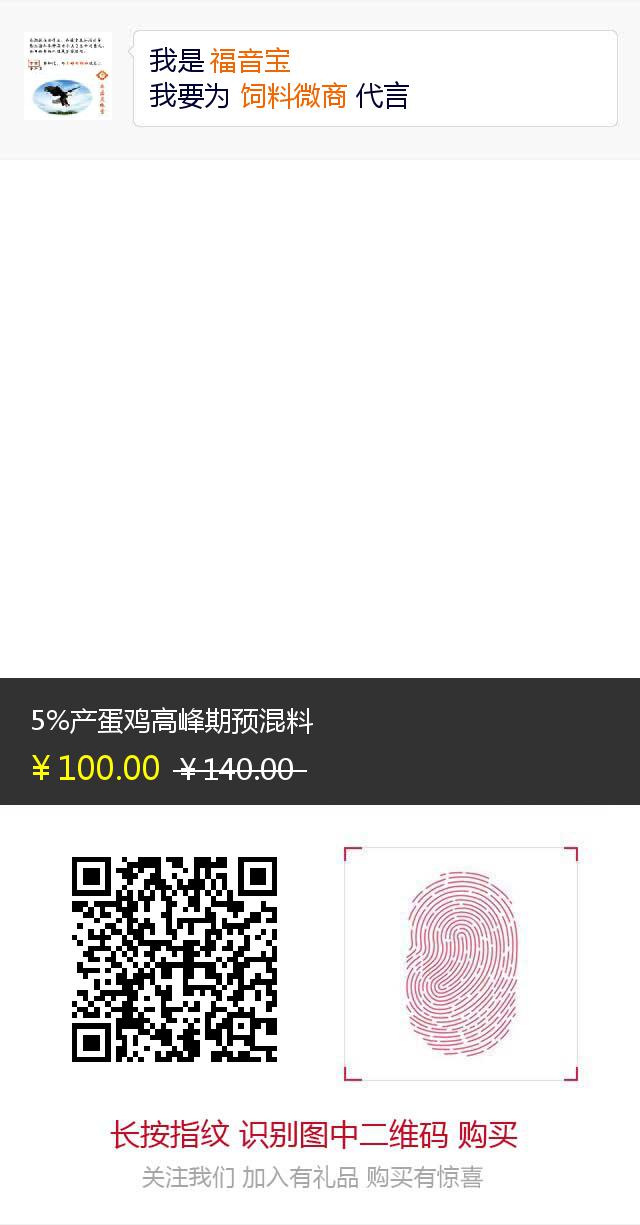 我是 福音宝
我要为 饲料微商 代言
5%产蛋鸡高峰期预混料
￥100.00 ￥140.00
长按指纹 识别图中二维码 购买
关注我们 加入有礼品 购买有惊喜